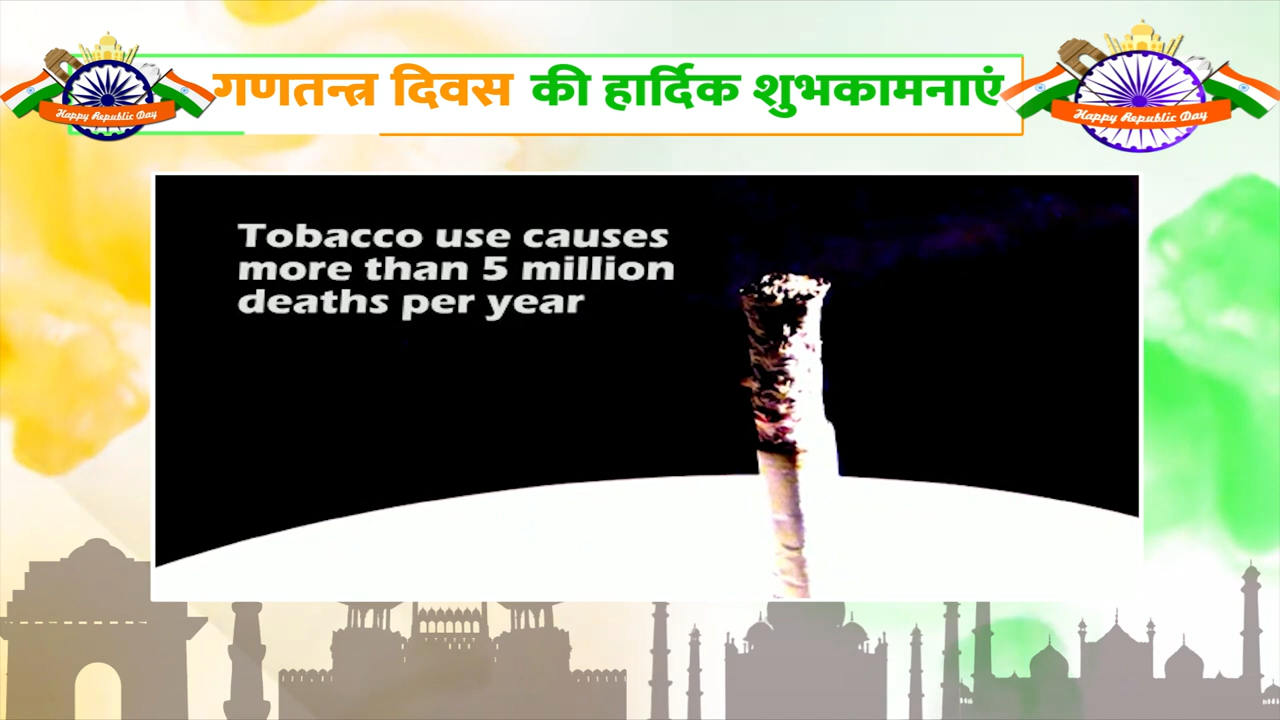 गणतन्त्र दिवस की हार्दिक शुभकामनाएं
Happy Republic Day
Happy Republic Day
Tobacco use causes
more than 5 million
deaths per year